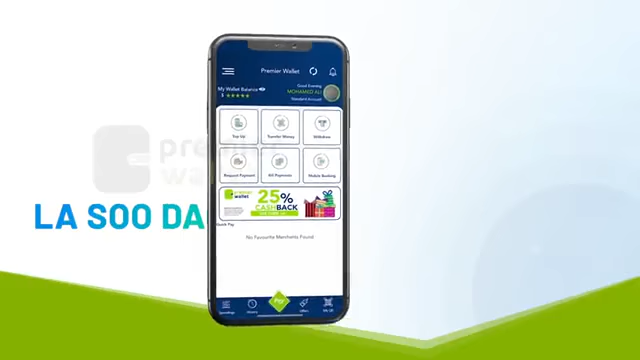 Premier Wallet
Good Evening
My Wallet Balance
MOHAMED ALI
$ *****
Standard Account
Top Up
Transfer Money
Withdraw
premier
wa
Request Payment
Bill Payments
Mobile Banking
25%
CASHBACK
wallet
LA SOO DA
Quick Pay
No Favourite Merchants Found
Pay
History
Offers
My QR